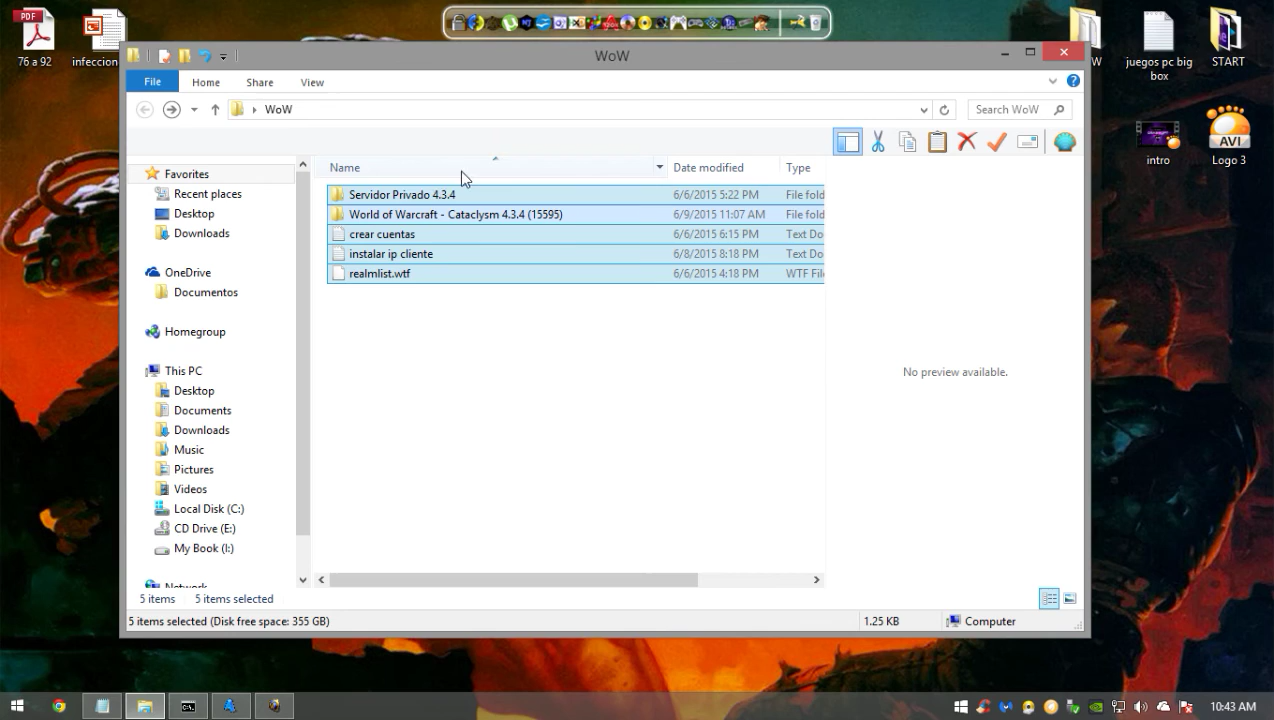 PDF
76 a 92
infeccion
WoW
W
juegos pc big box
START
File
Home
Share
View
WoW
Search WoW
Name
Date modified
Type
Servidor Privado 4.3.4
6/6/2015 5:22 PM
File fold
World of Warcraft - Cataclysm 4.3.4 (15595)
6/9/2015 11:07 AM
File fold
crear cuentas
6/6/2015 6:15 PM
Text Do
instalar ip cliente
6/8/2015 8:18 PM
Text Do
realmlist.wtf
6/6/2015 4:18 PM
WTF Fil
Favorites
Recent places
Desktop
Downloads
OneDrive
Documentos
Homegroup
This PC
Desktop
Documents
Downloads
Music
Pictures
Videos
Local Disk (C:)
CD Drive (E:)
My Book (I:)
Network
No preview available.
AVI
intro
Logo 3
5 items
5 items selected
5 items selected (Disk free space: 355 GB)
1.25 KB
Computer
10:43 AM